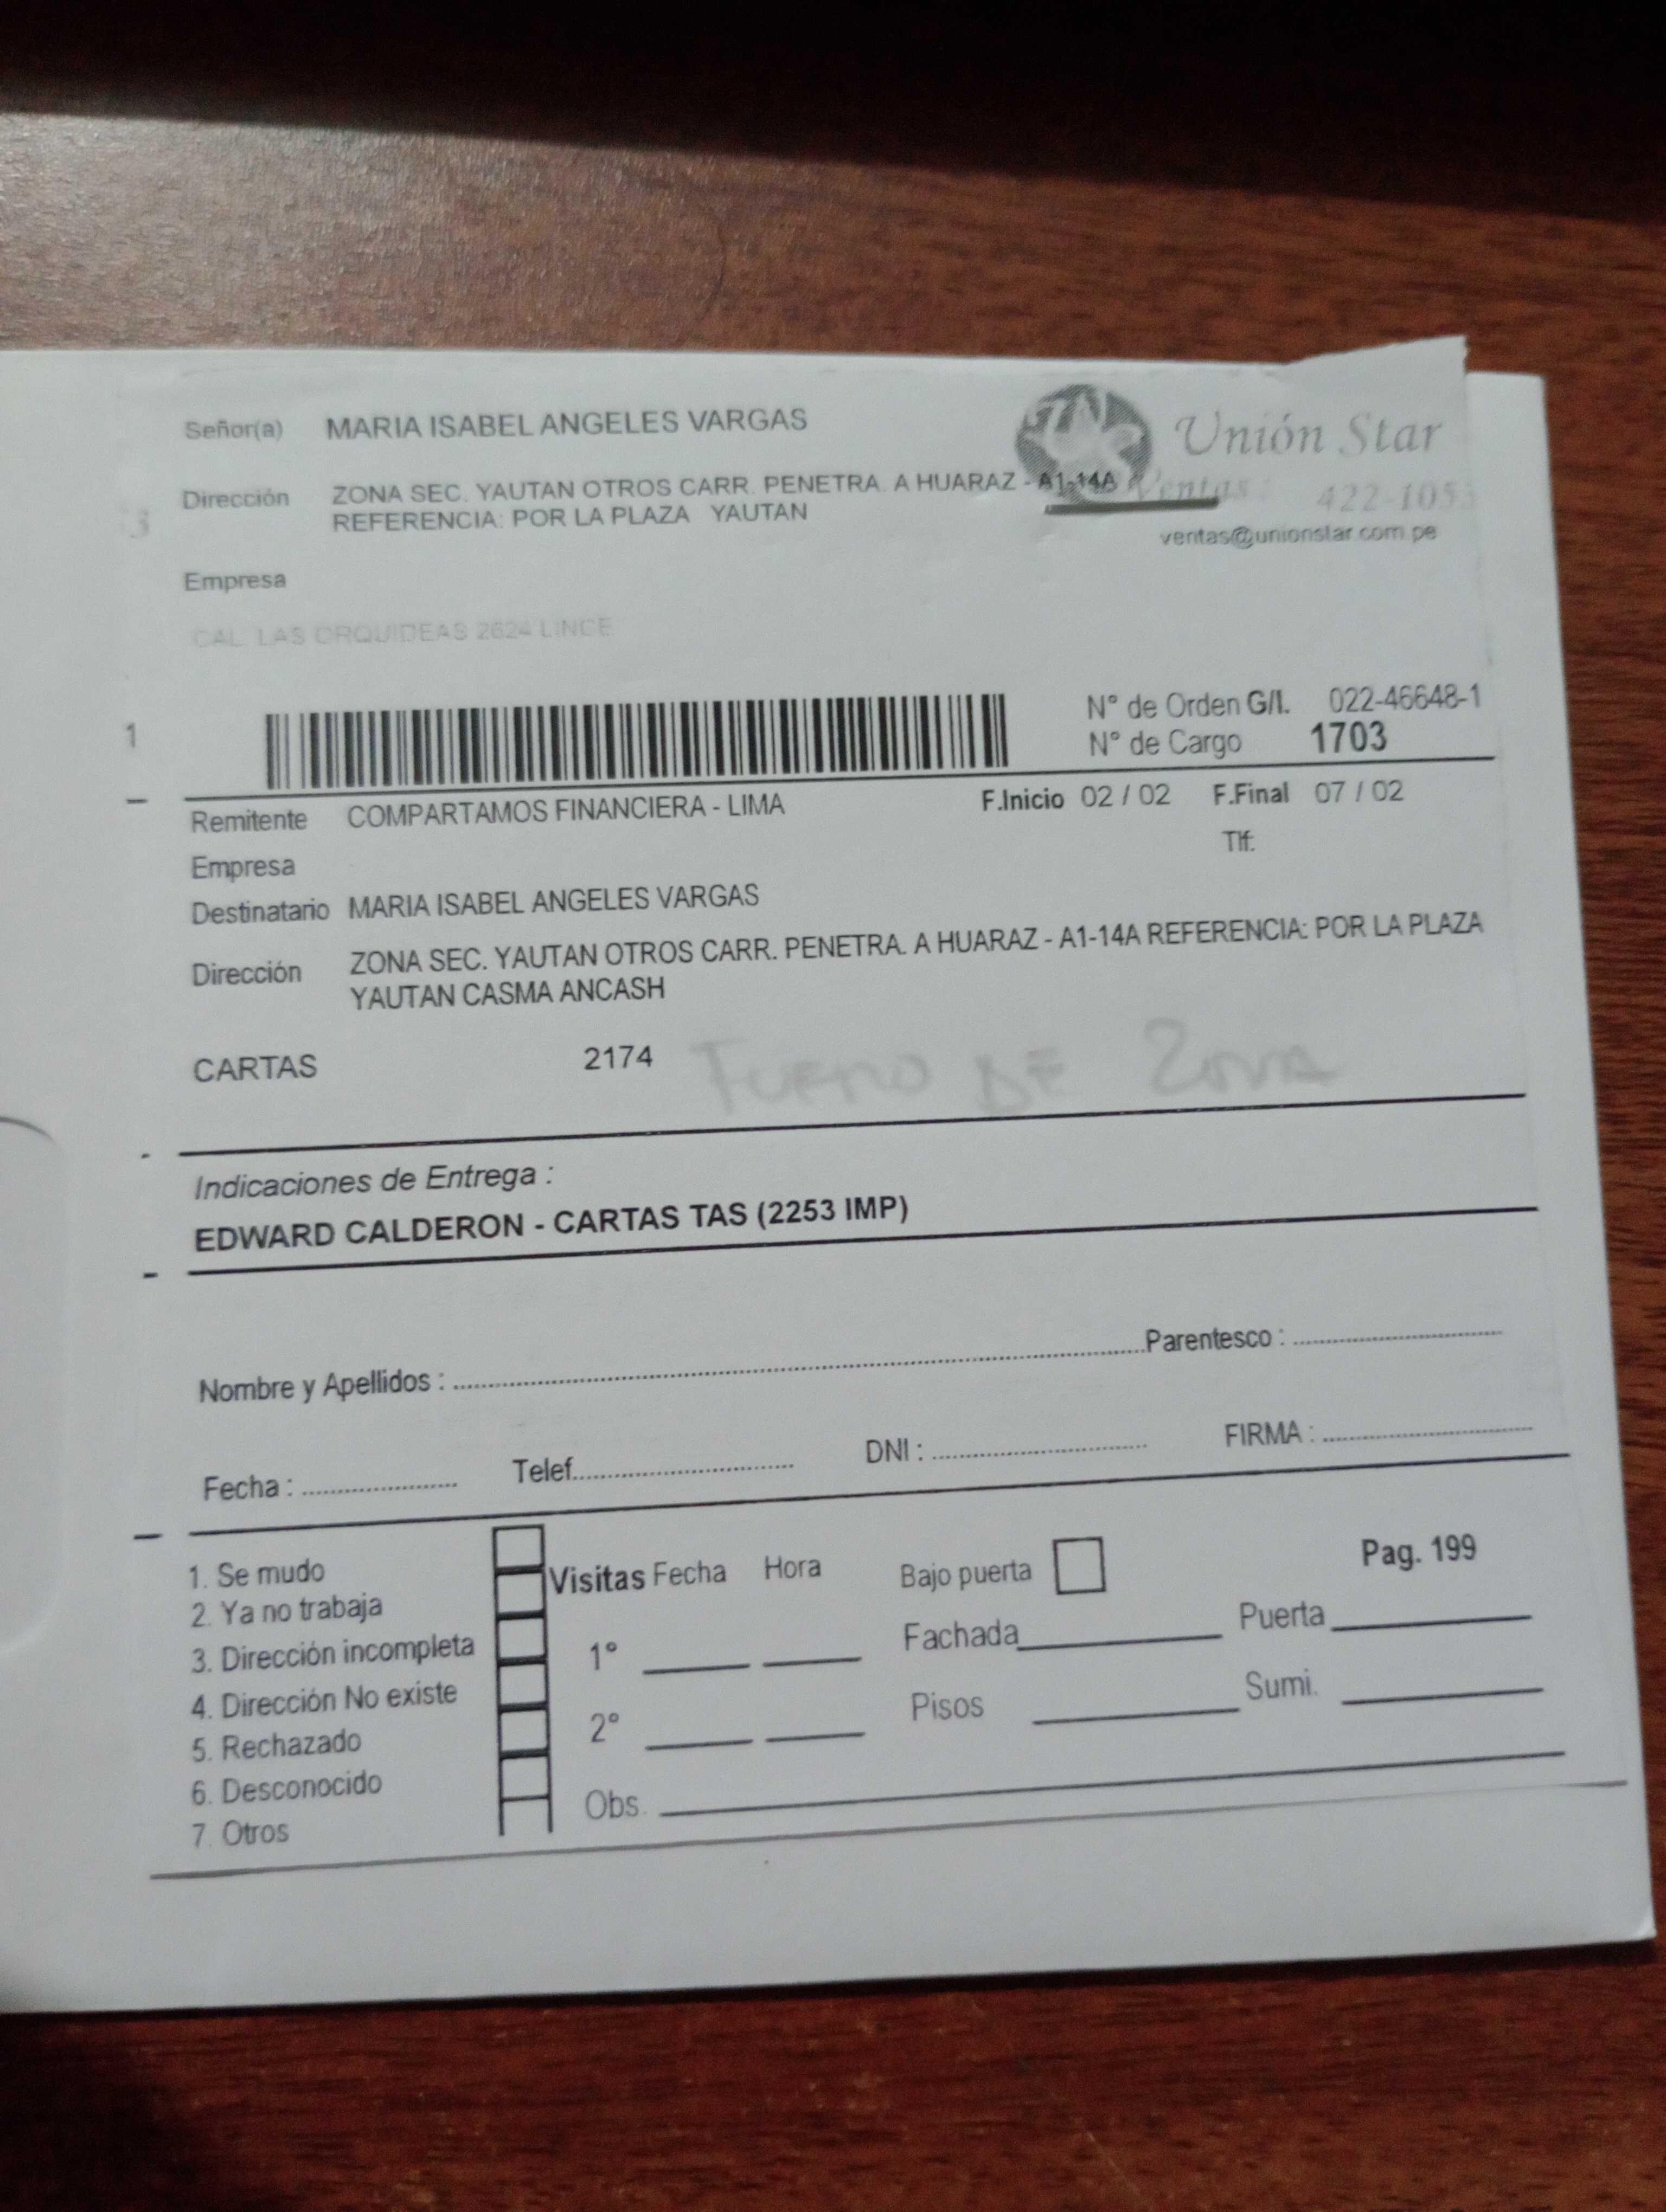 Señor(a) MARIA ISABEL ANGELES VARGAS
Unión Star
Dirección ZONA SEC. YAUTAN OTROS CARR. PENETRA. A HUARAZ - A1-14A
Ventas: 422-1053
REFERENCIA: POR LA PLAZA YAUTAN
ventas@unionstar.com.pe
Empresa
CAL. LAS ORQUIDEAS 2624 LINCE
N° de Orden G/I. 022-46648-1
1
N° de Cargo 1703
Remitente COMPARTAMOS FINANCIERA - LIMA F.Inicio 02 / 02 F.Final 07 / 02
Empresa Tlf:
Destinatario MARIA ISABEL ANGELES VARGAS
Dirección ZONA SEC. YAUTAN OTROS CARR. PENETRA. A HUARAZ - A1-14A REFERENCIA: POR LA PLAZA
YAUTAN CASMA ANCASH
CARTAS 2174 DE ZONA
Indicaciones de Entrega :
EDWARD CALDERON - CARTAS TAS (2253 IMP)
Nombre y Apellidos : Parentesco :
Fecha : Telef. DNI : FIRMA :
1. Se mudo Visitas Fecha Hora Bajo puerta Pag. 199
2. Ya no trabaja
3. Dirección incompleta 1° Fachada Puerta
4. Dirección No existe
5. Rechazado 2° Pisos Sumi.
6. Desconocido
7. Otros Obs.